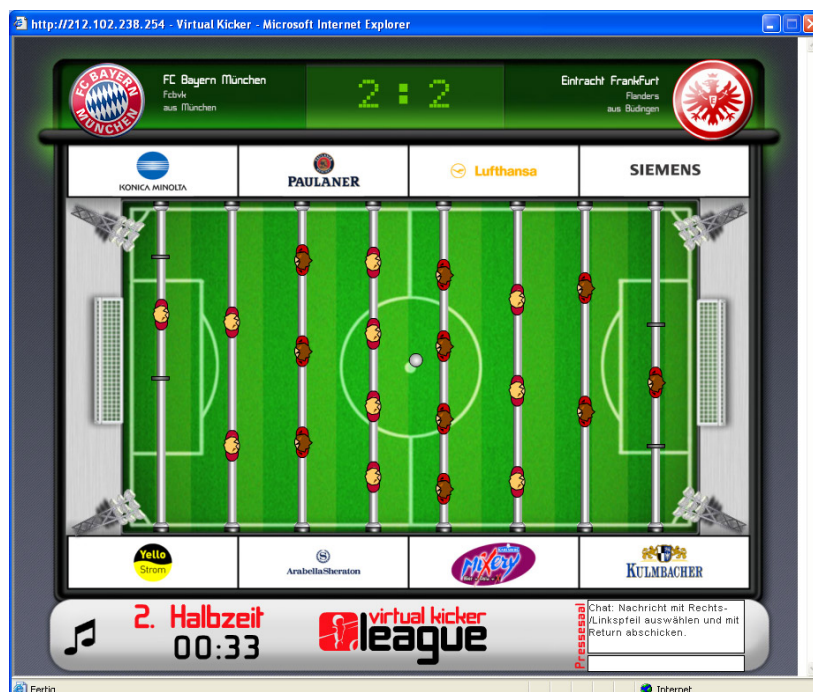 http://212.102.238.254 - Virtual Kicker - Microsoft Internet Explorer
FC BAYERN
MÜNCHEN
FC Bayern München
Fcbvk
aus München
2:2
Eintracht Frankfurt
Flanders
aus Büdingen
KONICA MINOLTA
PAULANER
Lufthansa
SIEMENS
Yello
Strom
ArabellaSheraton
MiXery
KULMBACHER
2. Halbzeit
00:33
virtual kicker
league
Pressesaal
Chat: Nachricht mit Rechts-
/Linkspfeil auswählen und mit
Return abschicken.
Fertig
Internet